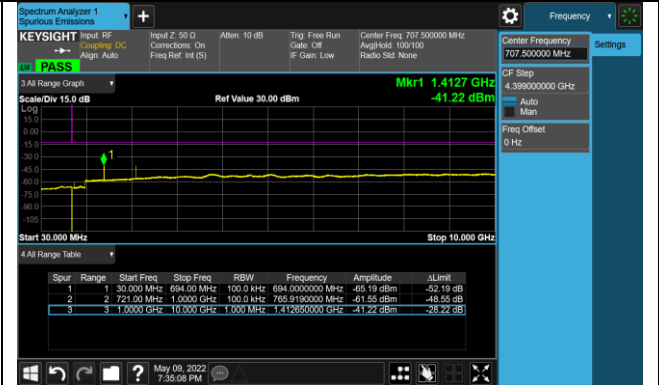 Spectrum Analyzer 1
Spurious Emissions
Frequency
KEYSIGHT Input: RF Input Z: 50 Ω Atten: 10 dB Trig: Free Run Center Freq: 707.500000 MHz
Coupling: DC Corrections: On Gate: Off Avg|Hold: 100/100
Align: Auto Freq Ref: Int (S) IF Gain: Low Radio Std: None
PASS
Center Frequency
707.500000 MHz
Settings
CF Step
4.399000000 GHz
Auto
Man
Freq Offset
0 Hz
3 All Range Graph
Mkr1 1.4127 GHz
Scale/Div 15.0 dB Ref Value 30.00 dBm -41.22 dBm
Log
15.0
0.00
-15.0
-30.0
-45.0
-60.0
-75.0
-90.0
-105
1
Start 30.000 MHz Stop 10.000 GHz
4 All Range Table
Spur Range Start Freq Stop Freq RBW Frequency Amplitude ΔLimit
1 1 30.000 MHz 694.00 MHz 100.0 kHz 694.0000000 MHz -65.19 dBm -52.19 dB
2 2 721.00 MHz 1.0000 GHz 100.0 kHz 765.9190000 MHz -61.55 dBm -48.55 dB
3 3 1.0000 GHz 10.000 GHz 1.000 MHz 1.412650000 GHz -41.22 dBm -28.22 dB
May 09, 2022
7:35:08 PM